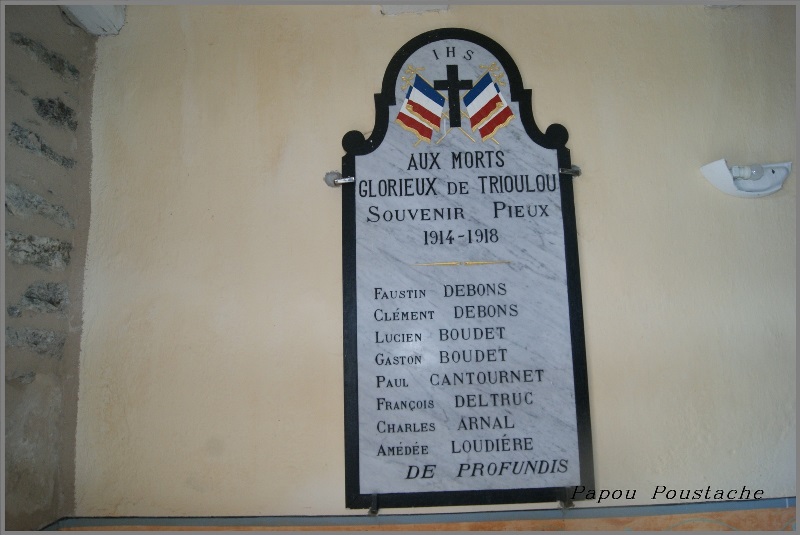 IHS
AUX MORTS
GLORIEUX DE TRIOULOU
SOUVENIR PIEUX
1914-1918
FAUSTIN DEBONS
CLÉMENT DEBONS
LUCIEN BOUDET
GASTON BOUDET
PAUL CANTOURNET
FRANÇOIS DELTRUC
CHARLES ARNAL
AMÉDÉE LOUDIÉRE
DE PROFUNDIS
Papou Poustache